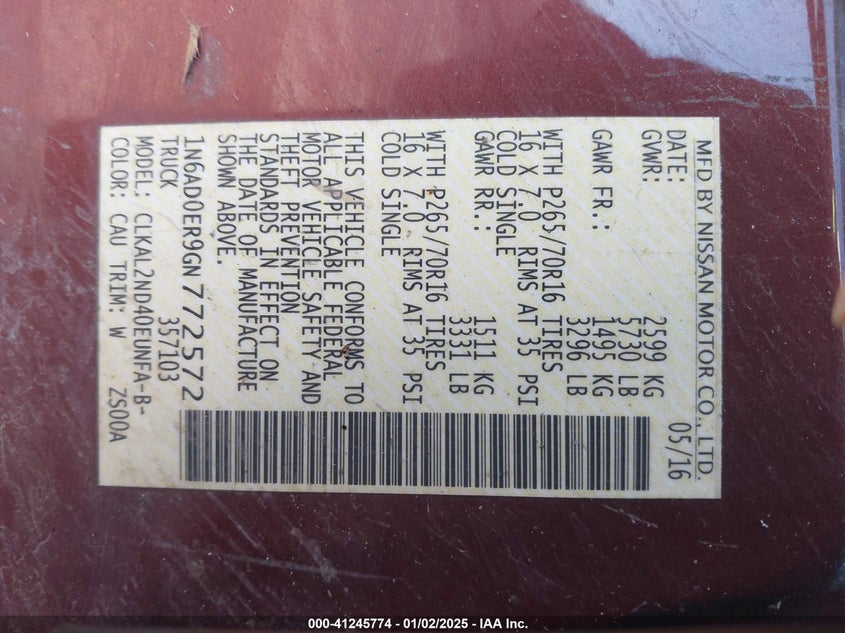 MFD BY NISSAN MOTOR CO., LTD.
DATE: 05/16
GVWR: 2599 KG
5730 LB
GAWR FR.: 1495 KG
3296 LB
WITH P265/70R16 TIRES
16 X 7.0 RIMS AT 35 PSI
COLD SINGLE
GAWR RR.: 1511 KG
3331 LB
WITH P265/70R16 TIRES
16 X 7.0 RIMS AT 35 PSI
COLD SINGLE
THIS VEHICLE CONFORMS TO
ALL APPLICABLE FEDERAL
MOTOR VEHICLE SAFETY AND
THEFT PREVENTION
STANDARDS IN EFFECT ON
THE DATE OF MANUFACTURE
SHOWN ABOVE.
1N6AD0ER9GN772572
TRUCK 357103
MODEL: CLKAL2ND40EUNFA-B-
COLOR: CAU TRIM: W ZS00A
000-41245774 - 01/02/2025 - IAA Inc.